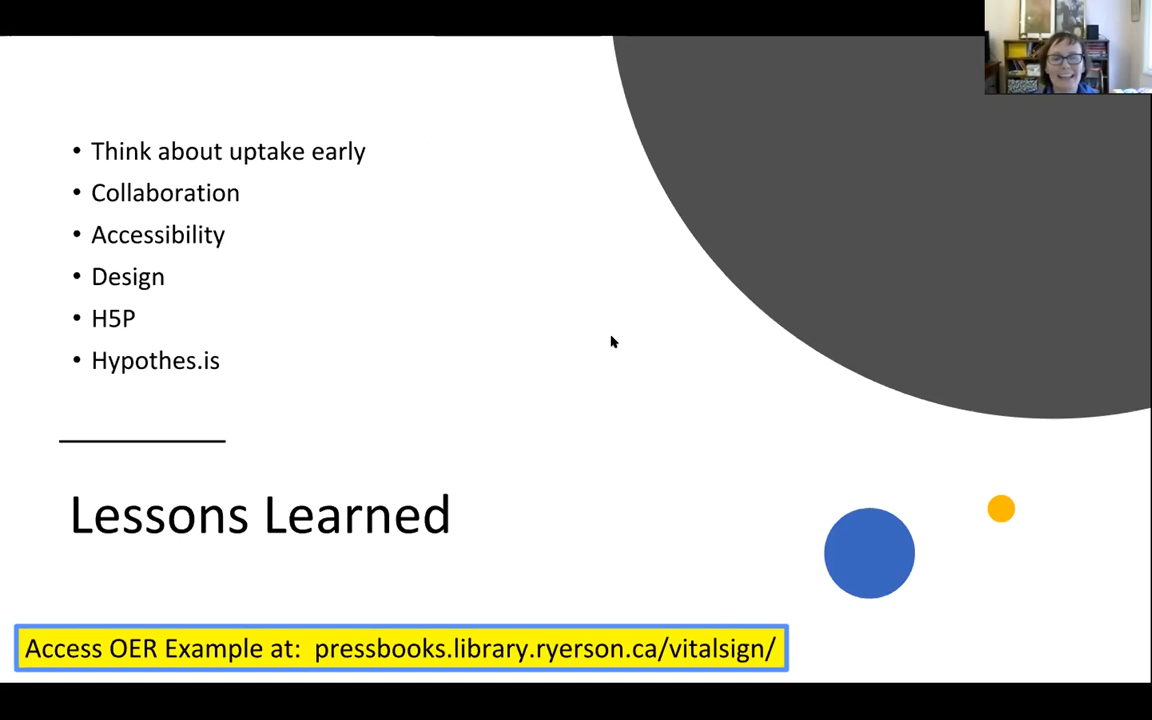 • Think about uptake early
• Collaboration
• Accessibility
• Design
• H5P
• Hypothes.is
Lessons Learned
Access OER Example at: pressbooks.library.ryerson.ca/vitalsign/